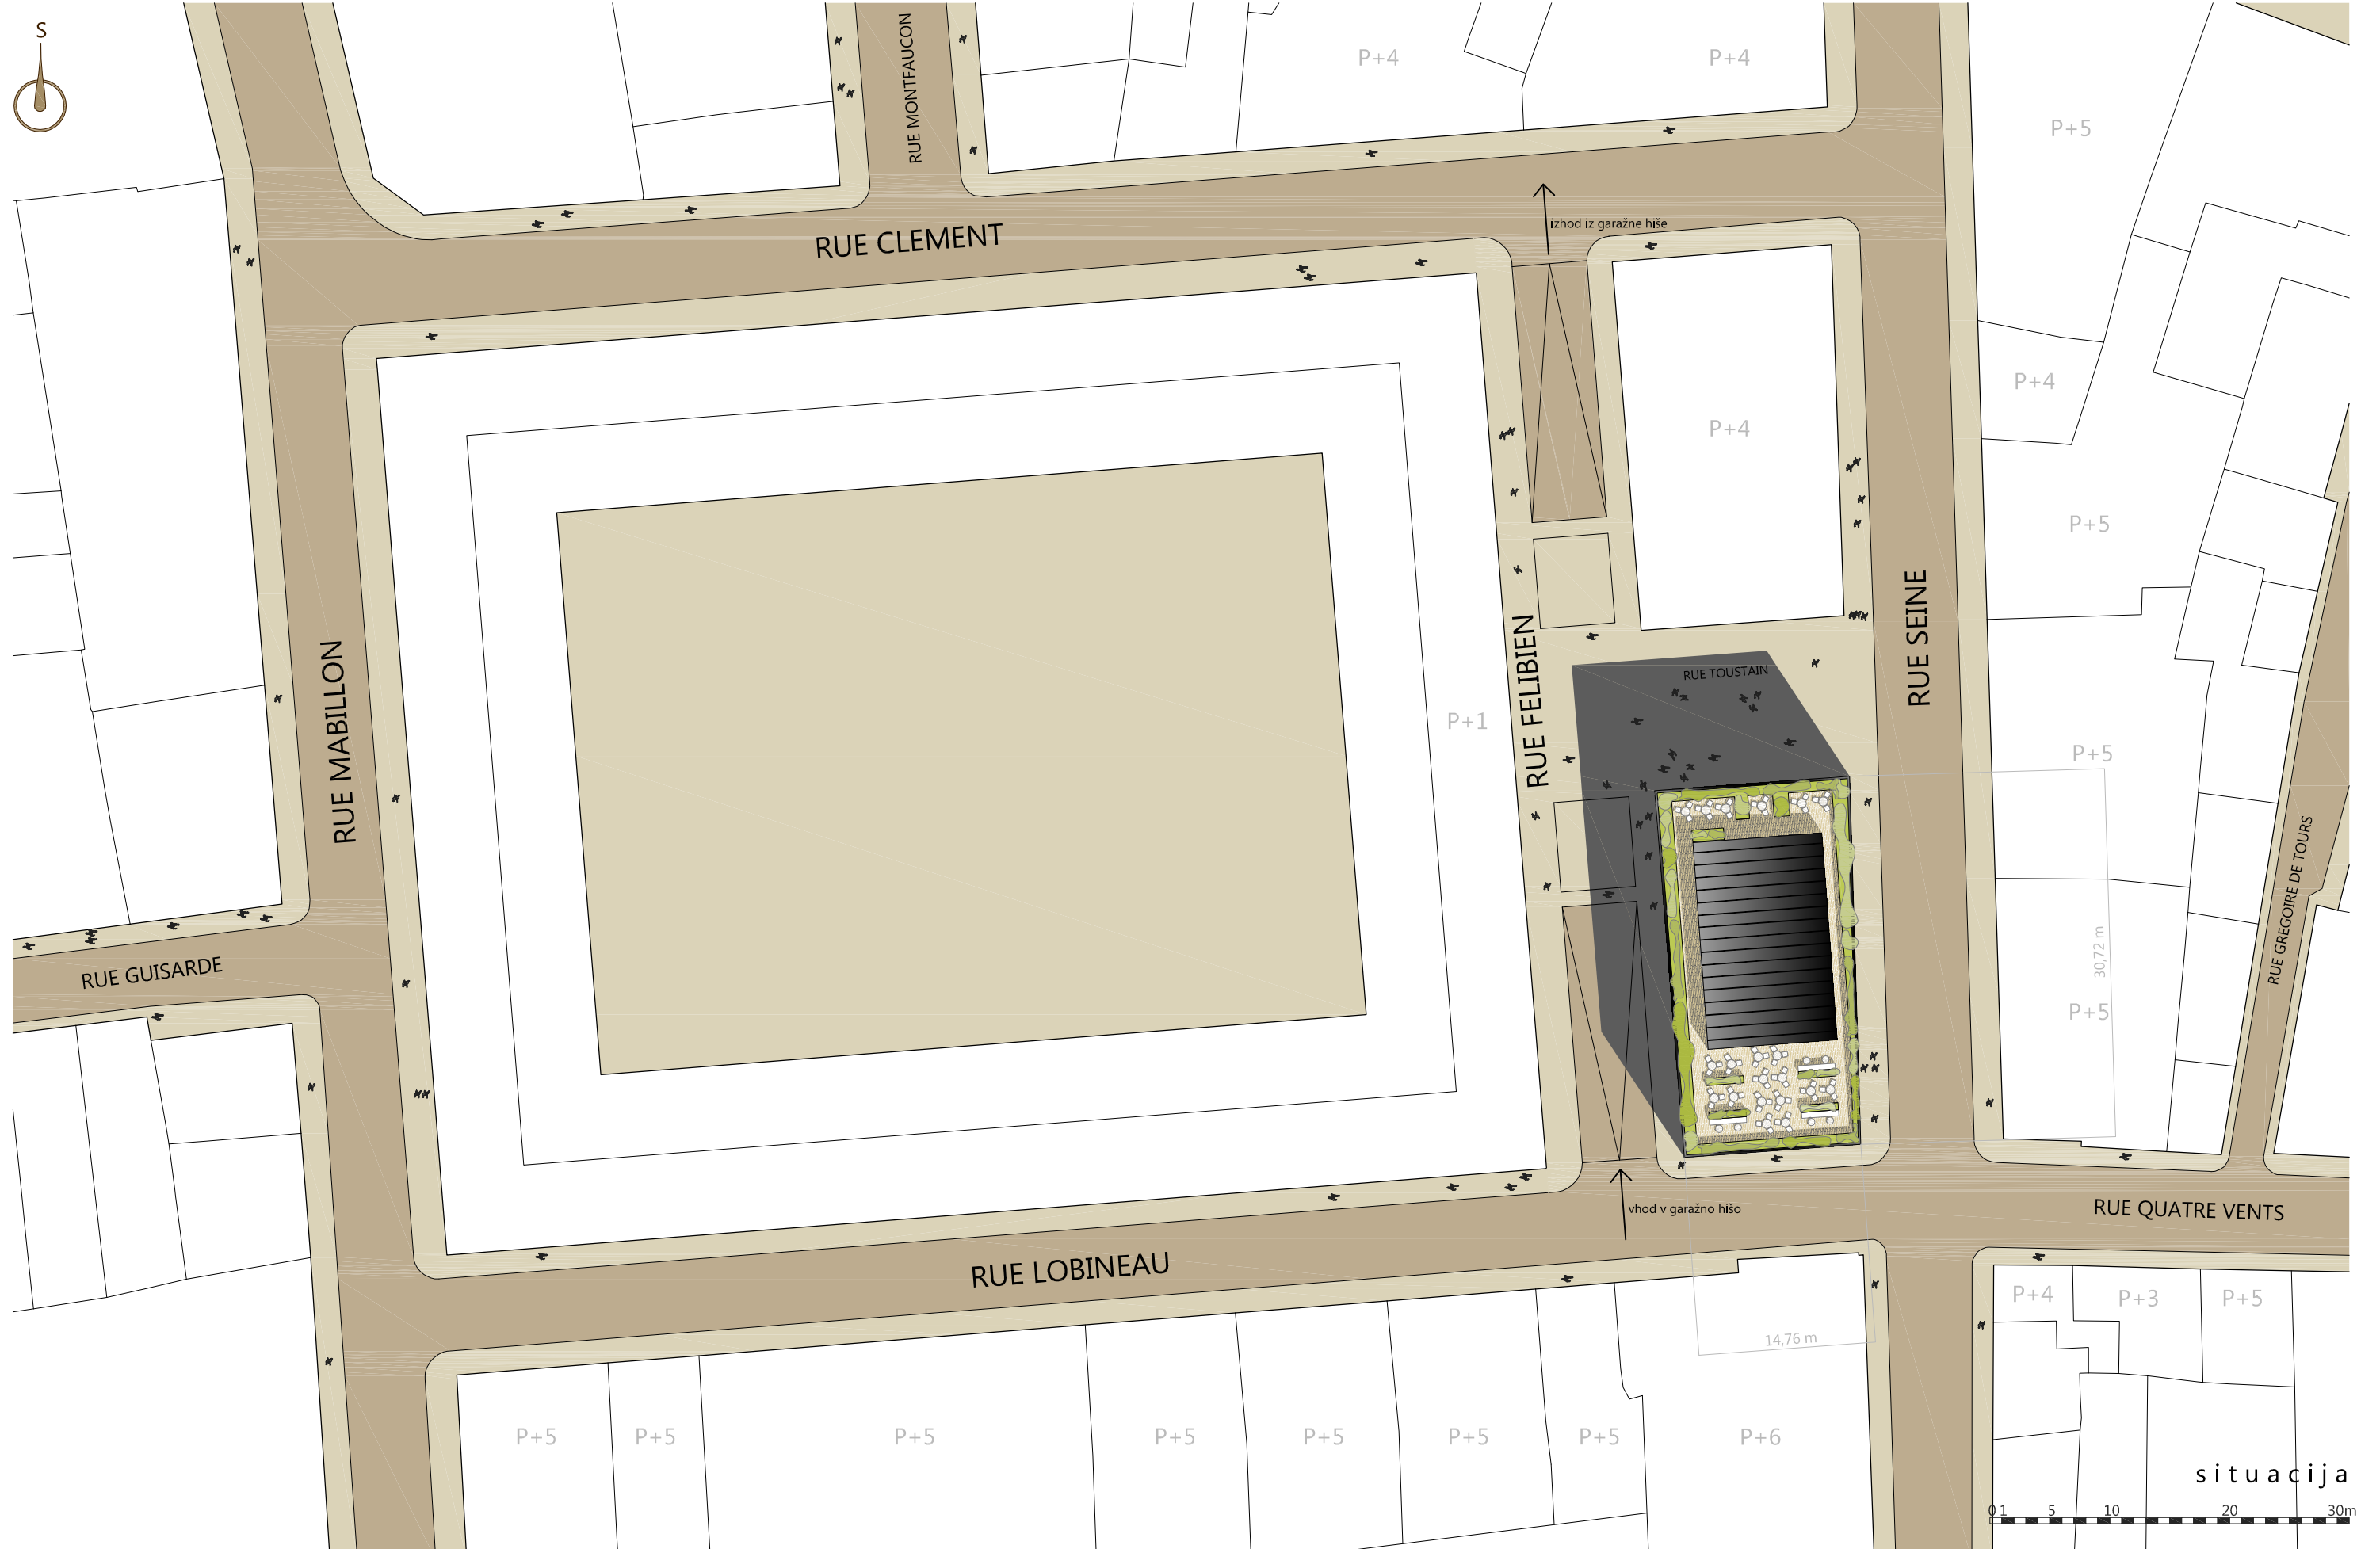 S
RUE MONTFAUCON
P+4
P+4
P+5
izhod iz garažne hiše
RUE CLEMENT
P+4
P+4
P+5
RUE SEINE
RUE MABILLON
RUE FELIBIEN
P+1
RUE TOUSTAIN
P+5
RUE GREGOIRE DE TOURS
30,72 m
RUE GUISARDE
P+5
vhod v garažno hišo
RUE QUATRE VENTS
RUE LOBINEAU
P+4
P+3
P+5
14,76 m
P+5
P+5
P+5
P+5
P+5
P+5
P+5
P+6
situacija
0 1 5 10 20 30m